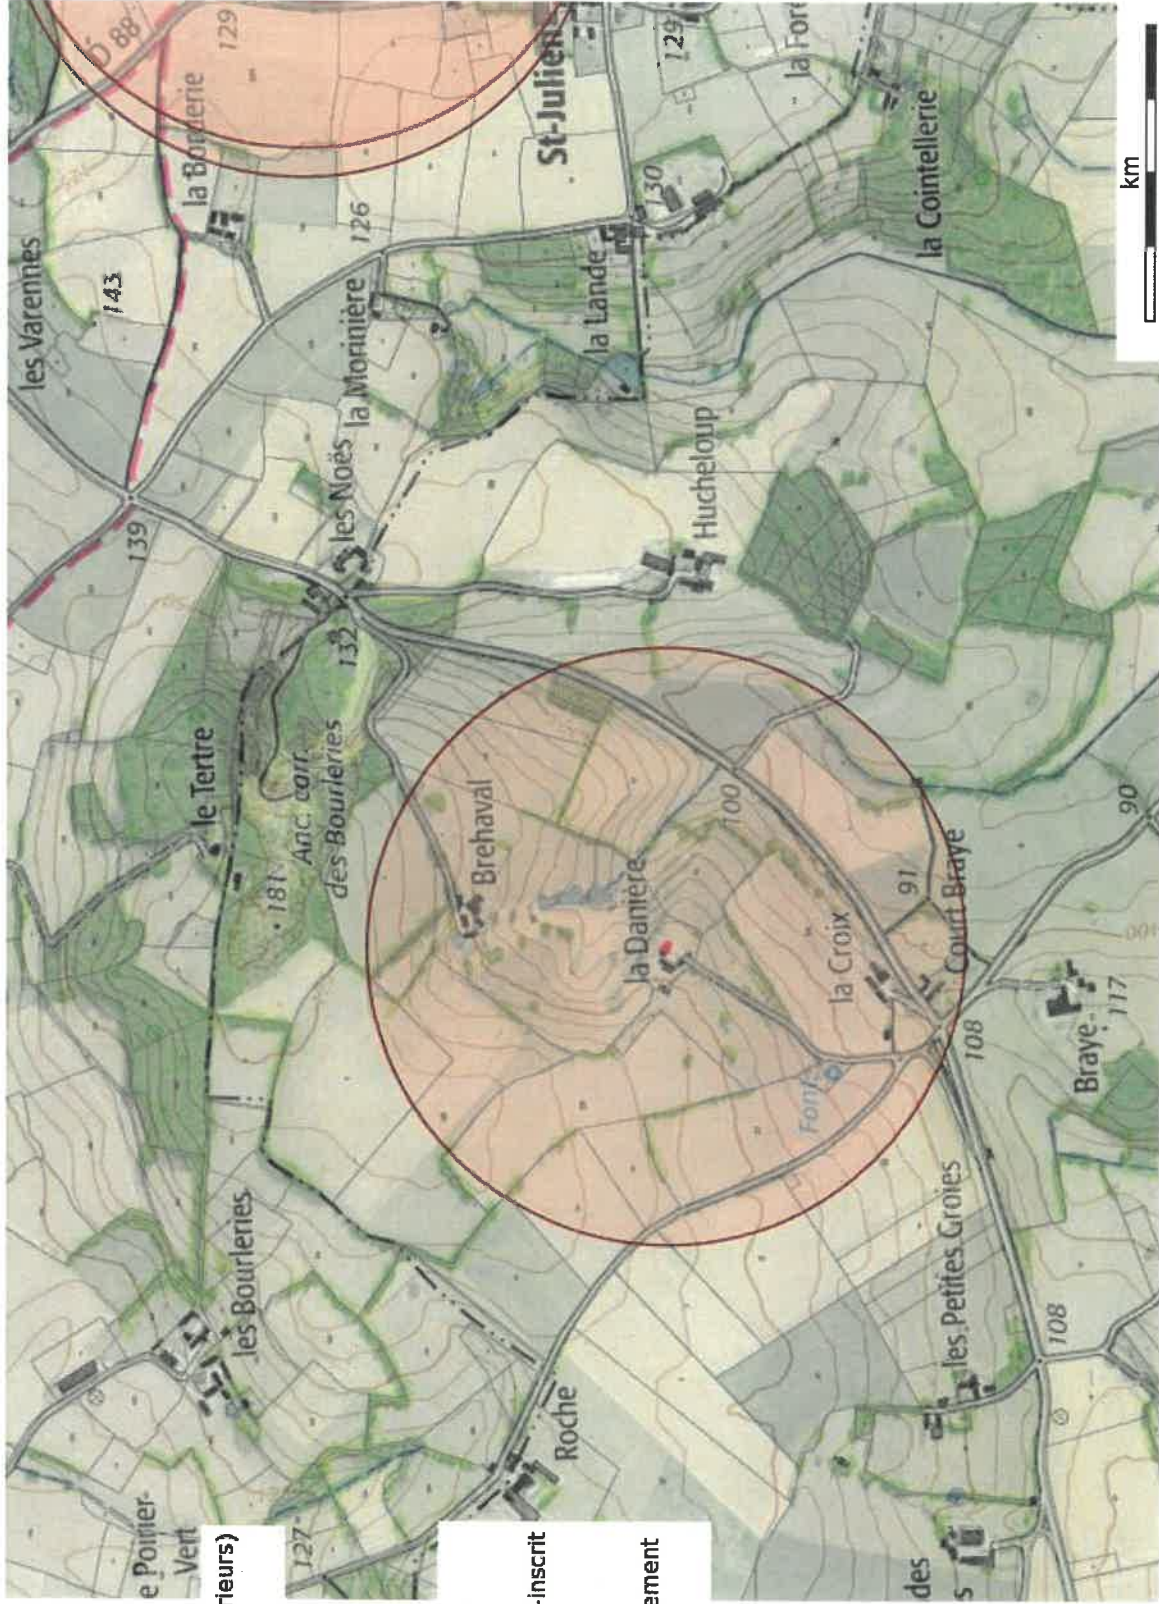 les Varennes
D 88
143
139
e Poirier-
Vert
la Borderie
le Tertre
129
rieurs)
les Bourleries
181
127
Anc. carr.
des Bourleries
les Noës
132
la Morinière
126
Brehaval
-inscrit
St-Julien
Roche
la Lande
la Danière
ement
130
129
Hucheloup
100
la Fore
Font.
la Croix
91
des
s
la Cointellerie
les Petites Groies
Court Braye
108
108
Braye
117
90
100
km